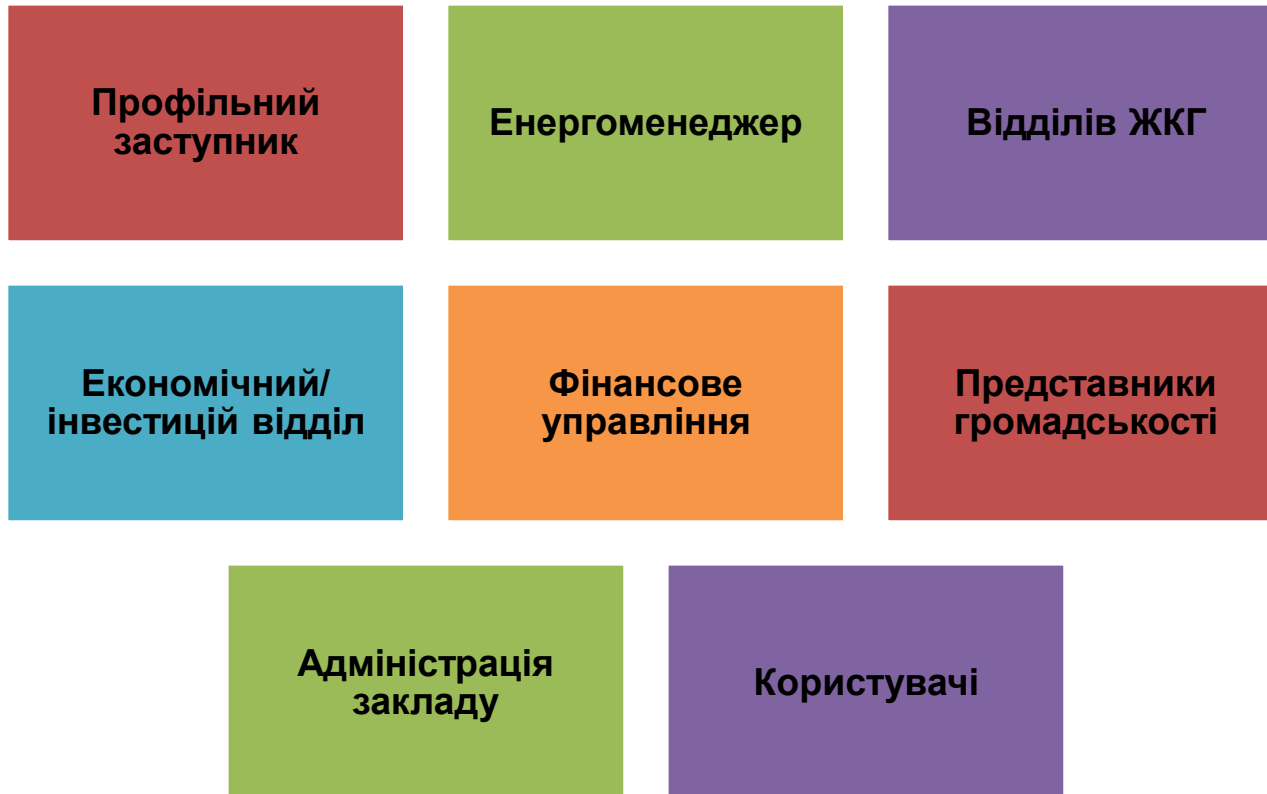 Профільний
заступник
Енергоменеджер
Відділів ЖКГ
Економічний/
інвестицій відділ
Фінансове
управління
Представники
громадськості
Адміністрація
закладу
Користувачі